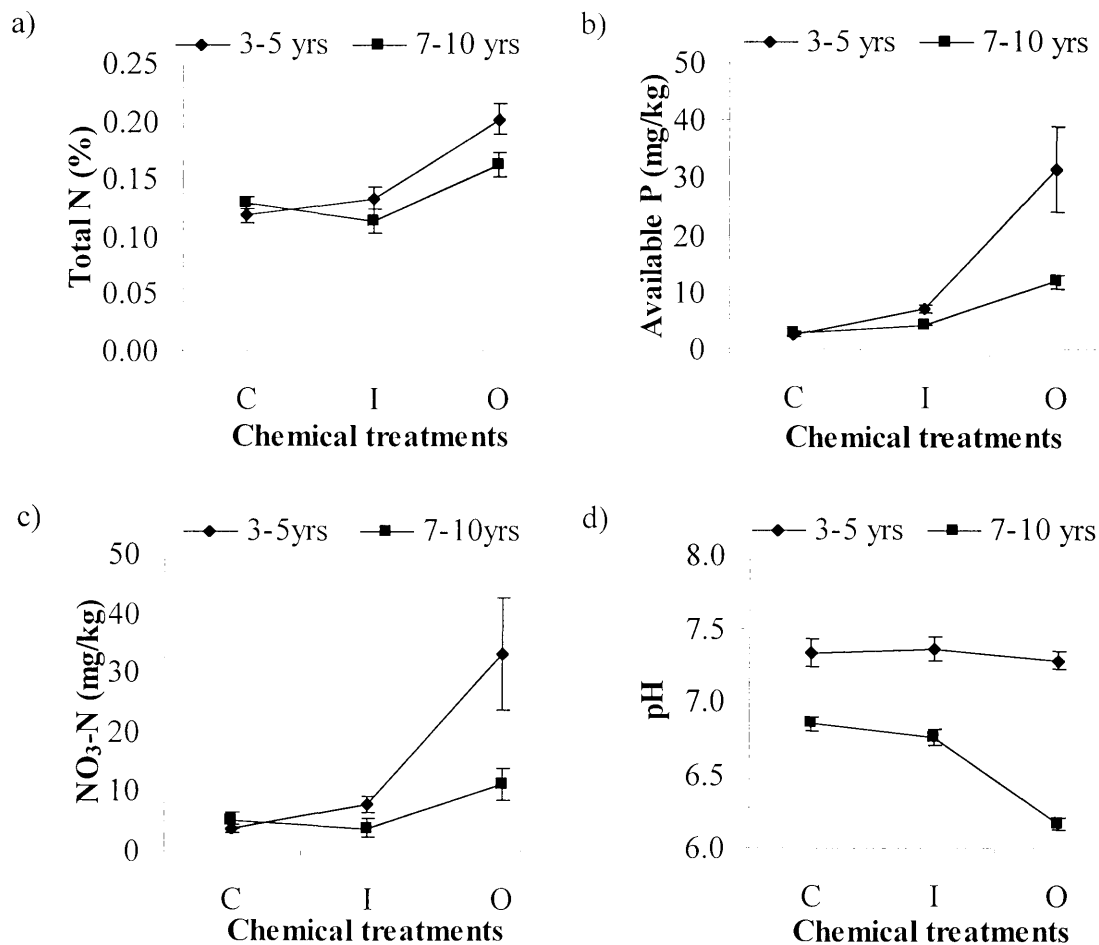 a)
3-5 yrs 7-10 yrs
0.25
0.20
0.15
0.10
0.05
0.00
Total N (%)
C I O
Chemical treatments
b)
3-5 yrs 7-10 yrs
50
40
30
20
10
0
Available P (mg/kg)
C I O
Chemical treatments
c)
3-5yrs 7-10yrs
50
40
30
20
10
0
NO₃-N (mg/kg)
C I O
Chemical treatments
d)
3-5 yrs 7-10 yrs
8.0
7.5
7.0
6.5
6.0
pH
C I O
Chemical treatments